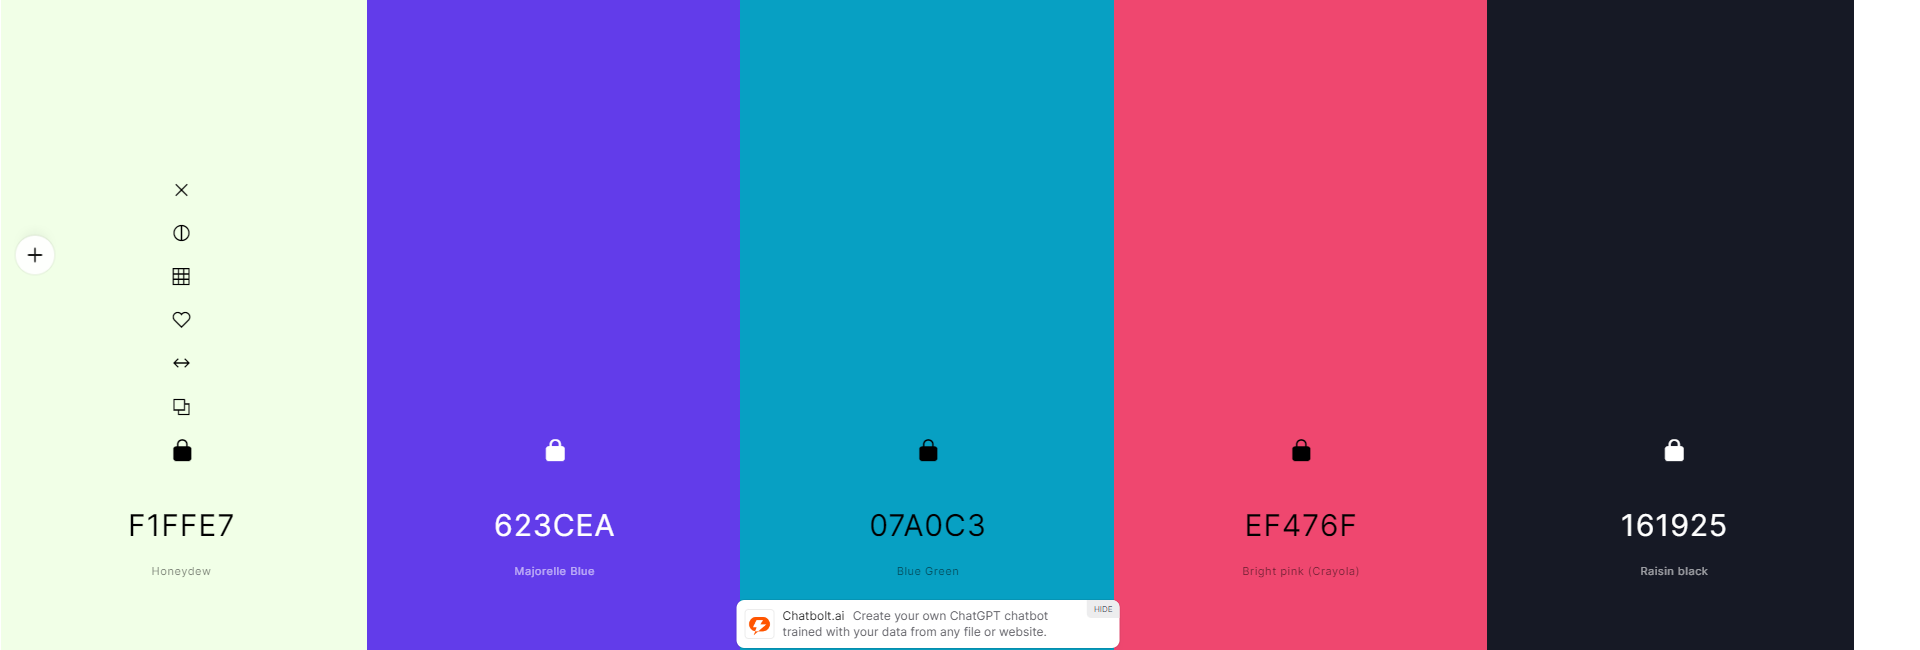 F1FFE7
Honeydew
623CEA
Majorelle Blue
07A0C3
Blue Green
EF476F
Bright pink (Crayola)
161925
Raisin black
Chatbolt.ai Create your own ChatGPT chatbot
trained with your data from any file or website.
HIDE